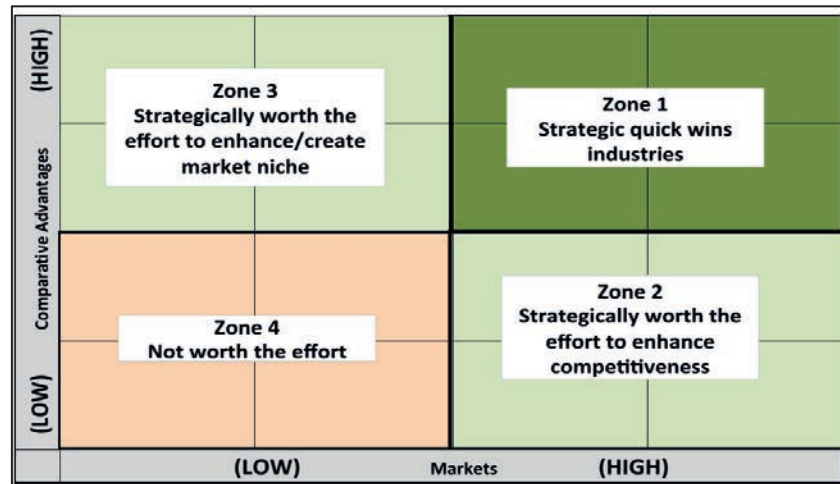 (HIGH)
Comparative Advantages
(LOW)
Zone 3
Strategically worth the
effort to enhance/create
market niche
Zone 1
Strategic quick wins
industries
Zone 4
Not worth the effort
Zone 2
Strategically worth the
effort to enhance
competitiveness
(LOW)
Markets
(HIGH)